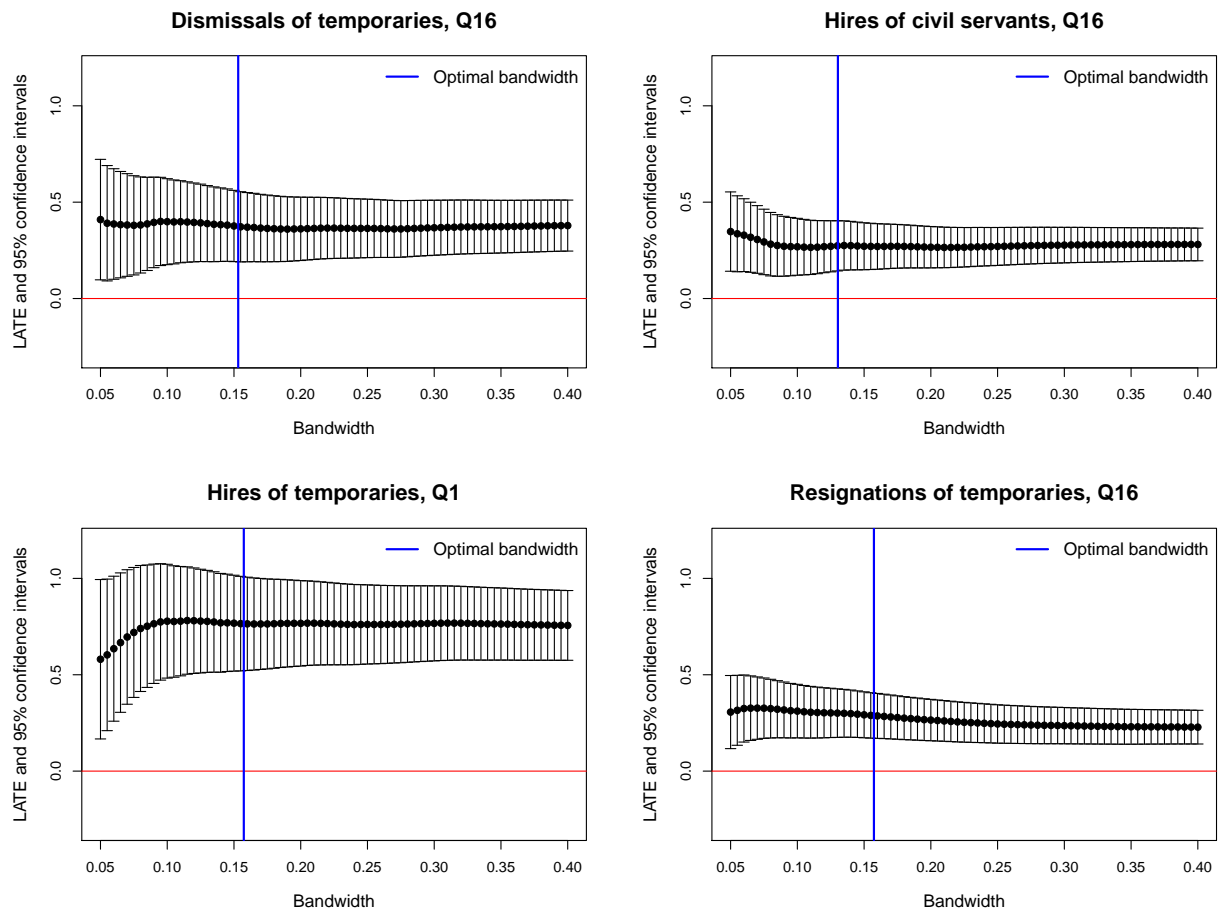 Dismissals of temporaries, Q16
Optimal bandwidth
LATE and 95% confidence intervals
1.0
0.5
0.0
0.05 0.10 0.15 0.20 0.25 0.30 0.35 0.40
Bandwidth
Hires of civil servants, Q16
Optimal bandwidth
LATE and 95% confidence intervals
1.0
0.5
0.0
0.05 0.10 0.15 0.20 0.25 0.30 0.35 0.40
Bandwidth
Hires of temporaries, Q1
Optimal bandwidth
LATE and 95% confidence intervals
1.0
0.5
0.0
0.05 0.10 0.15 0.20 0.25 0.30 0.35 0.40
Bandwidth
Resignations of temporaries, Q16
Optimal bandwidth
LATE and 95% confidence intervals
1.0
0.5
0.0
0.05 0.10 0.15 0.20 0.25 0.30 0.35 0.40
Bandwidth